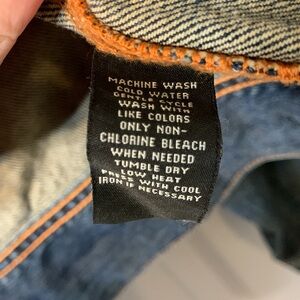 MACHINE WASH
COLD WATER
GENTLE CYCLE
WASH WITH
LIKE COLORS
ONLY NON-
CHLORINE BLEACH
WHEN NEEDED
TUMBLE DRY
LOW HEAT
PRESS WITH COOL
IRON IF NECESSARY